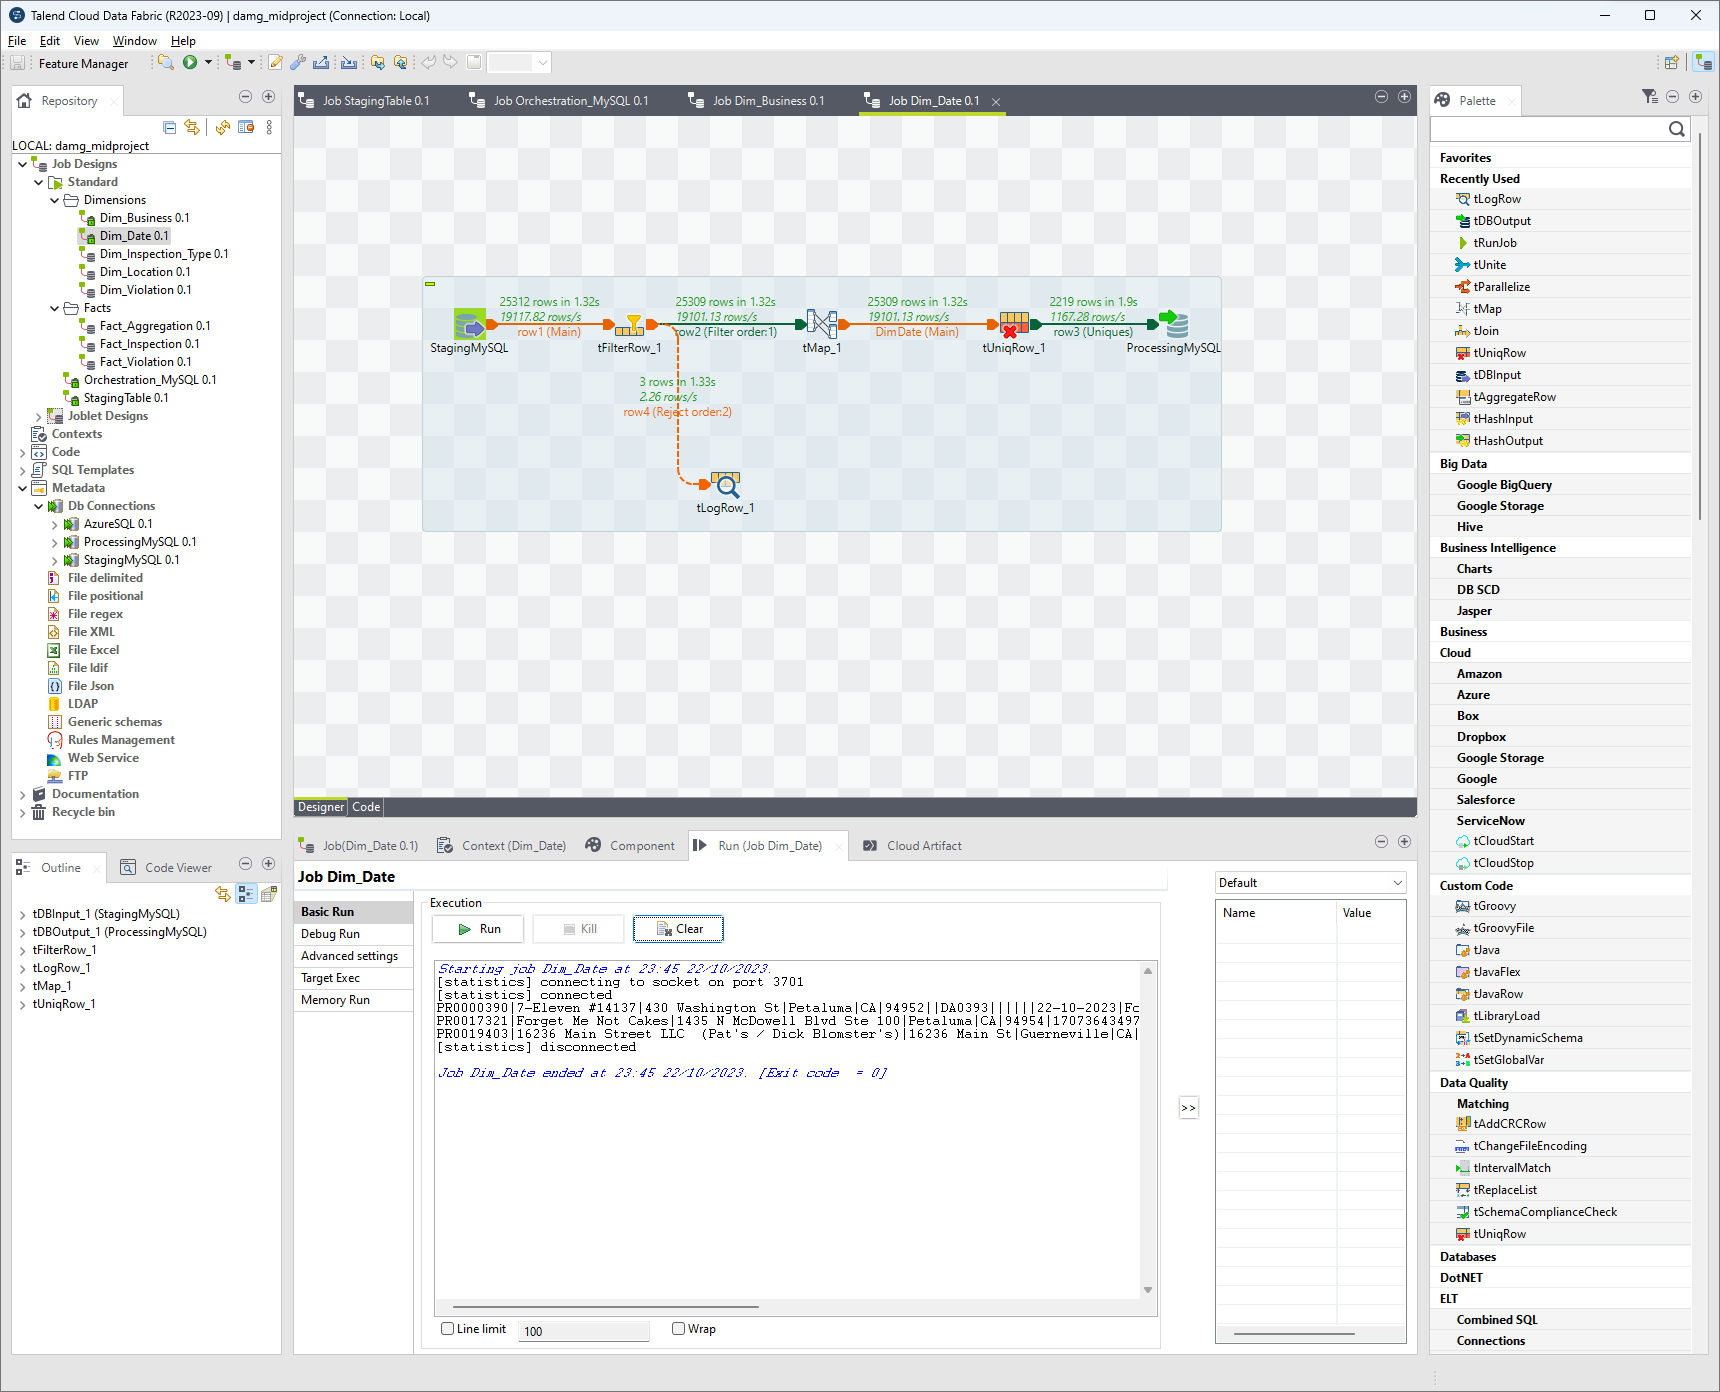 Talend Cloud Data Fabric (R2023-09) | damg_midproject (Connection: Local)
File Edit View Window Help
Feature Manager
Repository
LOCAL: damg_midproject
Job Designs
Standard
Dimensions
Dim_Business 0.1
Dim_Date 0.1
Dim_Inspection_Type 0.1
Dim_Location 0.1
Dim_Violation 0.1
Facts
Fact_Aggregation 0.1
Fact_Inspection 0.1
Fact_Violation 0.1
Orchestration_MySQL 0.1
StagingTable 0.1
Joblet Designs
Contexts
Code
SQL Templates
Metadata
Db Connections
AzureSQL 0.1
ProcessingMySQL 0.1
StagingMySQL 0.1
File delimited
File positional
File regex
File XML
File Excel
File ldif
File Json
LDAP
Generic schemas
Rules Management
Web Service
FTP
Documentation
Recycle bin
Outline
Code Viewer
tDBInput_1 (StagingMySQL)
tDBOutput_1 (ProcessingMySQL)
tFilterRow_1
tLogRow_1
tMap_1
tUniqRow_1
Job StagingTable 0.1
Job Orchestration_MySQL 0.1
Job Dim_Business 0.1
Job Dim_Date 0.1
25312 rows in 1.32s
19117.82 rows/s
row1 (Main)
25309 rows in 1.32s
19101.13 rows/s
row2 (Filter order:1)
25309 rows in 1.32s
19101.13 rows/s
DimDate (Main)
2219 rows in 1.9s
1167.28 rows/s
row3 (Uniques)
StagingMySQL
tFilterRow_1
tMap_1
tUniqRow_1
ProcessingMySQL
3 rows in 1.33s
2.26 rows/s
row4 (Reject order:2)
tLogRow_1
Designer
Code
Job(Dim_Date 0.1)
Context (Dim_Date)
Component
Run (Job Dim_Date)
Cloud Artifact
Job Dim_Date
Basic Run
Debug Run
Advanced settings
Target Exec
Memory Run
Execution
Run
Kill
Clear
Starting job Dim_Date at 23:45 22/10/2023.
[statistics] connecting to socket on port 3701
[statistics] connected
PR0000390|7-Eleven #14137|430 Washington St|Petaluma|CA|94952||DA0393||||||22-10-2023|Fc
PR0017321|Forget Me Not Cakes|1435 N McDowell Blvd Ste 100|Petaluma|CA|94954|17073643497
PR0019403|16236 Main Street LLC  (Pat's / Dick Blomster's)|16236 Main St|Guerneville|CA|
[statistics] disconnected
Job Dim_Date ended at 23:45 22/10/2023. [Exit code  = 0]
Line limit
100
Wrap
>>
Default
Name
Value
Palette
Favorites
Recently Used
tLogRow
tDBOutput
tRunJob
tUnite
tParallelize
tMap
tJoin
tUniqRow
tDBInput
tAggregateRow
tHashInput
tHashOutput
Big Data
Google BigQuery
Google Storage
Hive
Business Intelligence
Charts
DB SCD
Jasper
Business
Cloud
Amazon
Azure
Box
Dropbox
Google Storage
Google
Salesforce
ServiceNow
tCloudStart
tCloudStop
Custom Code
tGroovy
tGroovyFile
tJava
tJavaFlex
tJavaRow
tLibraryLoad
tSetDynamicSchema
tSetGlobalVar
Data Quality
Matching
tAddCRCRow
tChangeFileEncoding
tIntervalMatch
tReplaceList
tSchemaComplianceCheck
tUniqRow
Databases
DotNET
ELT
Combined SQL
Connections